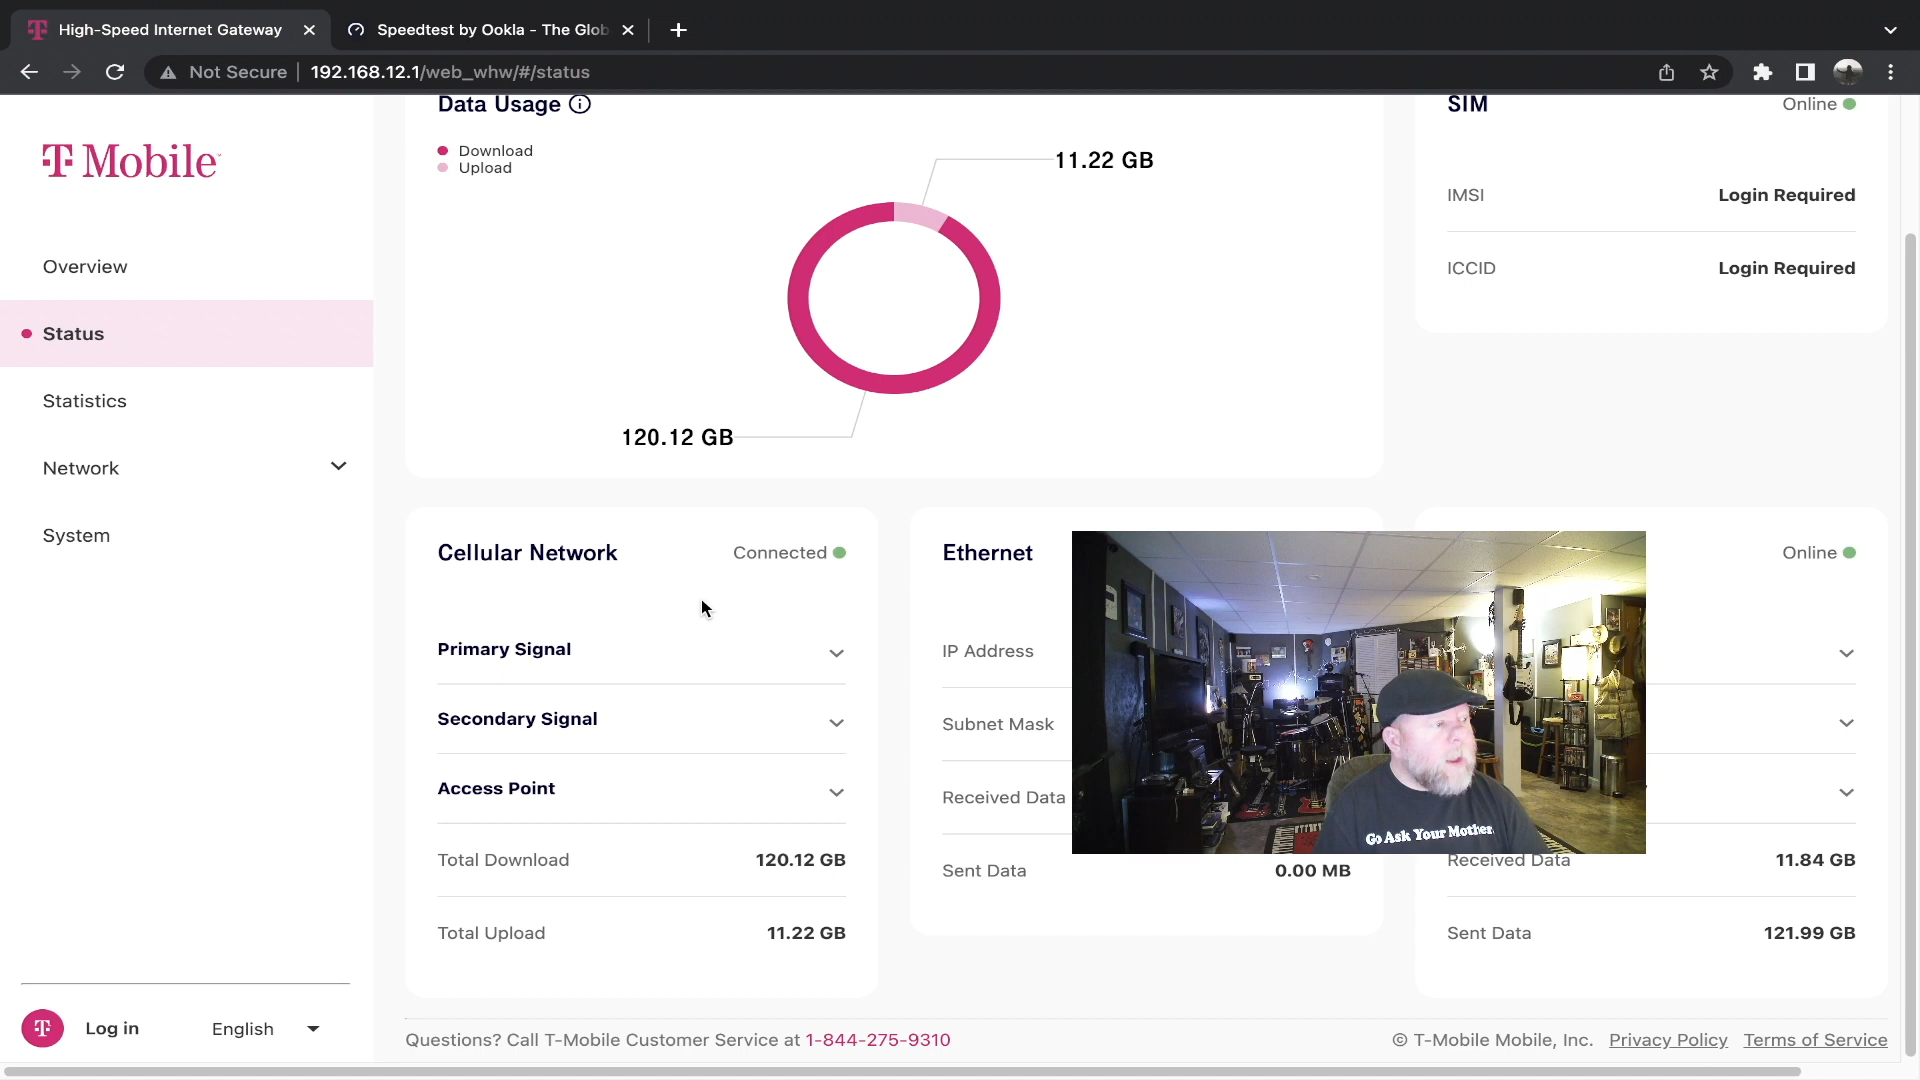 High-Speed Internet Gateway
Speedtest by Ookla - The Glob
Not Secure
192.168.12.1/web_whw/#/status
T Mobile
Overview
Status
Statistics
Network
System
Log in
English
Data Usage
Download
Upload
11.22 GB
120.12 GB
SIM
Online
IMSI
Login Required
ICCID
Login Required
Cellular Network
Connected
Primary Signal
Secondary Signal
Access Point
Total Download
120.12 GB
Total Upload
11.22 GB
Ethernet
IP Address
Subnet Mask
Received Data
Sent Data
0.00 MB
Go Ask Your Mother
Online
Received Data
11.84 GB
Sent Data
121.99 GB
Questions? Call T-Mobile Customer Service at 1-844-275-9310
© T-Mobile Mobile, Inc.
Privacy Policy
Terms of Service